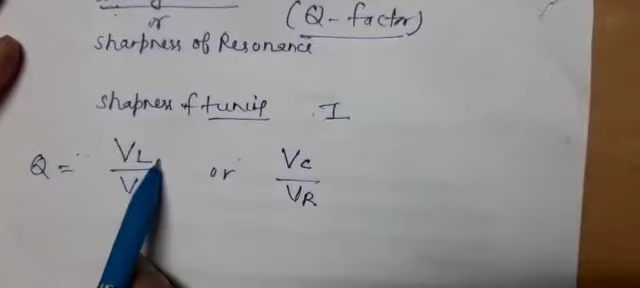 or (Q-factor)
sharpness of Resonance
shapness of tuning I
Q = VL / V or VC / VR